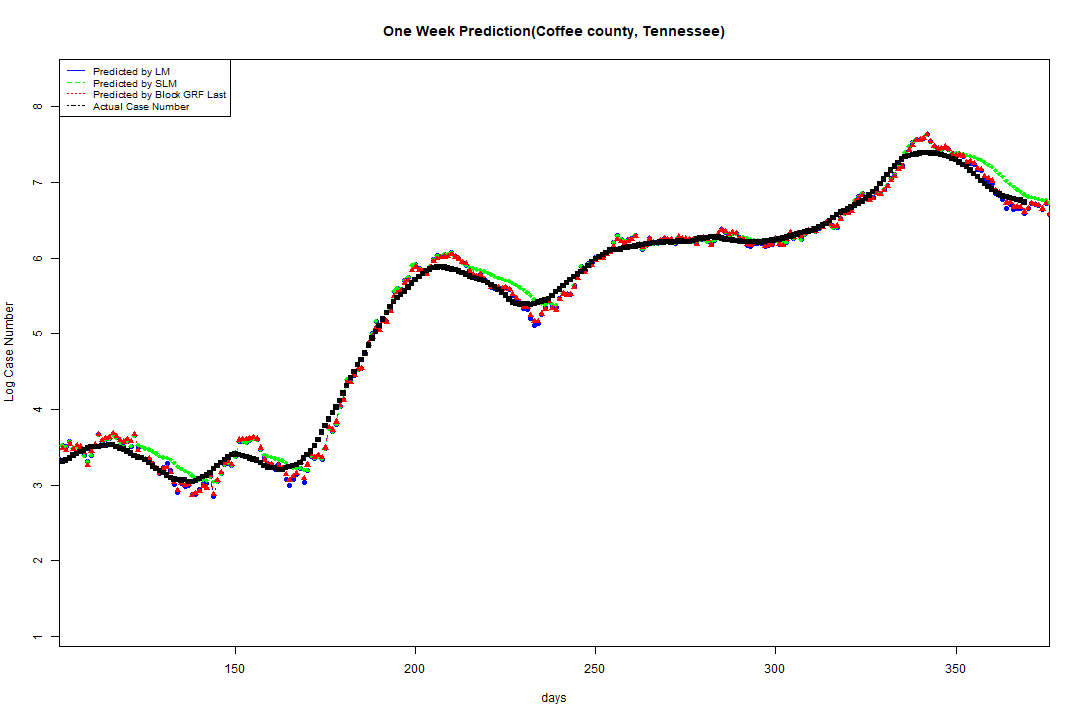 One Week Prediction(Coffee county, Tennessee)
Predicted by LM
Predicted by SLM
Predicted by Block GRF Last
Actual Case Number
8
7
6
5
4
3
2
1
Log Case Number
150 200 250 300 350
days